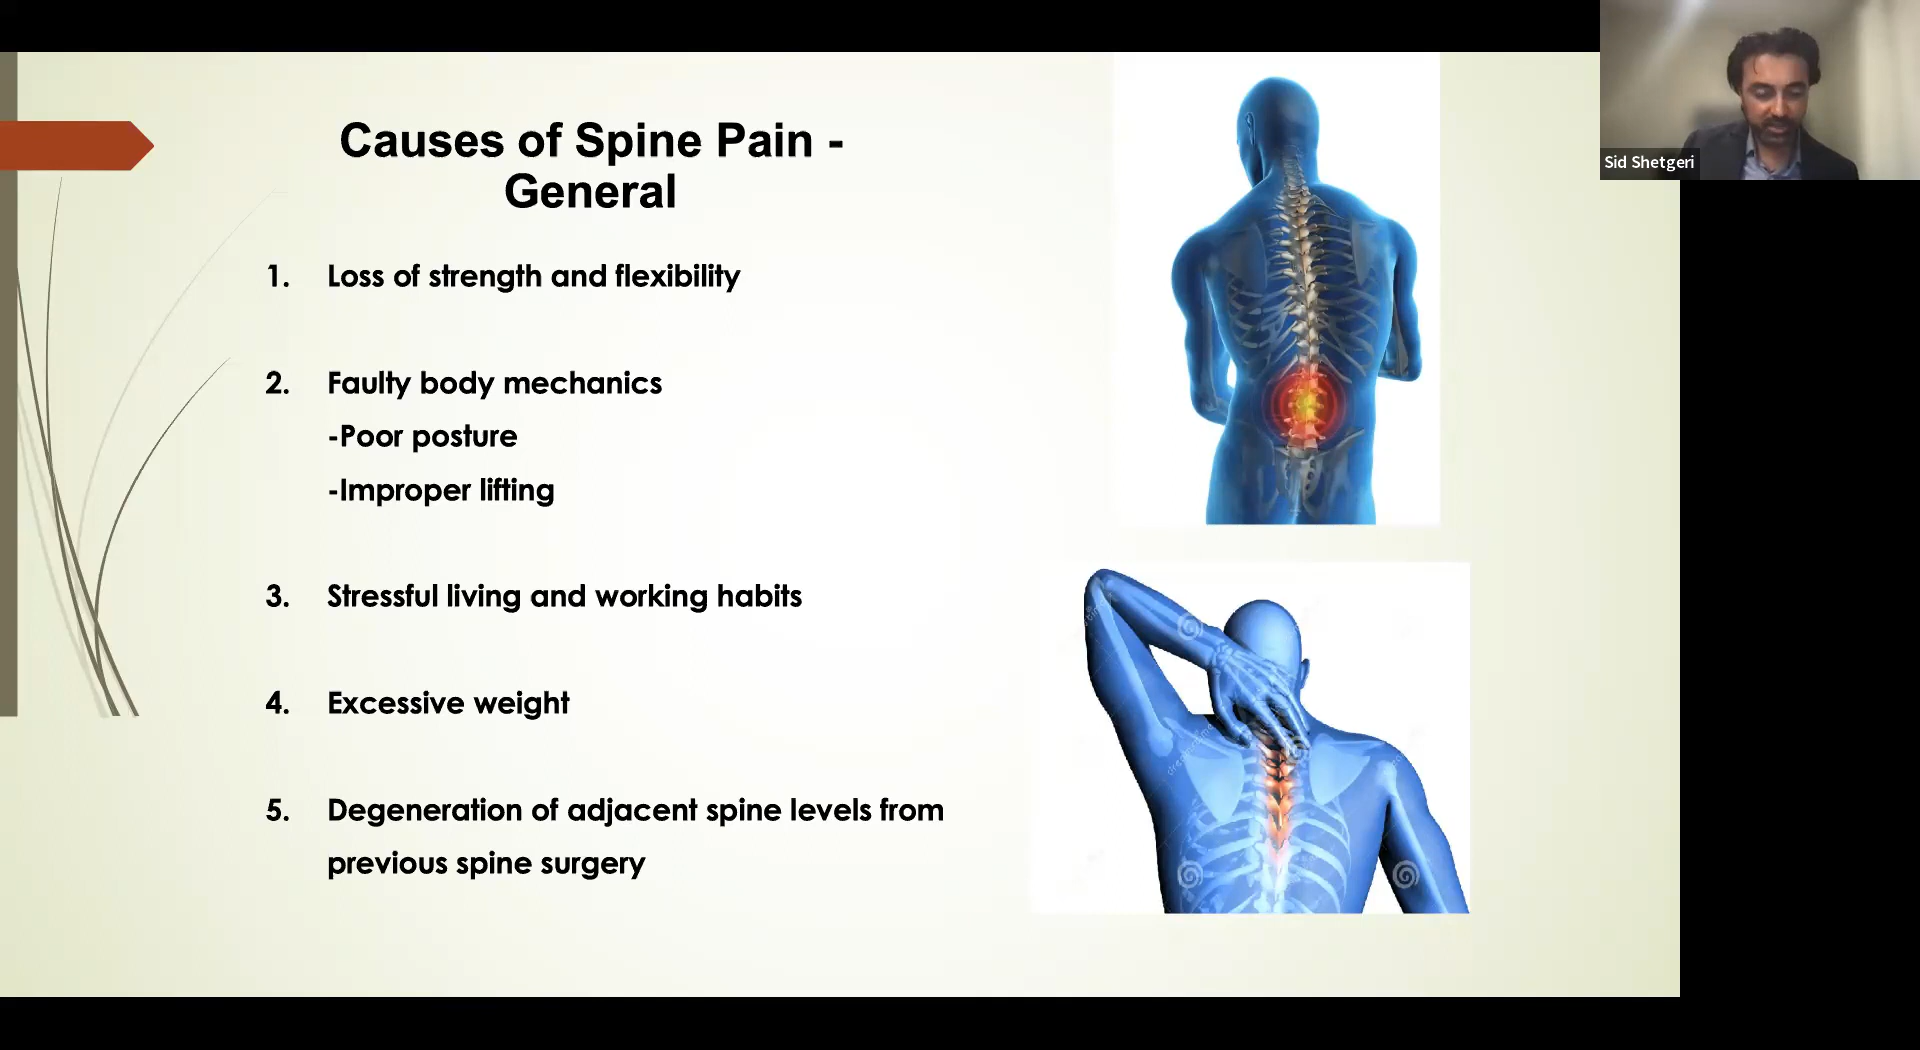 Causes of Spine Pain -
General
1. Loss of strength and flexibility
2. Faulty body mechanics
-Poor posture
-Improper lifting
3. Stressful living and working habits
4. Excessive weight
5. Degeneration of adjacent spine levels from
previous spine surgery
Sid Shetgeri